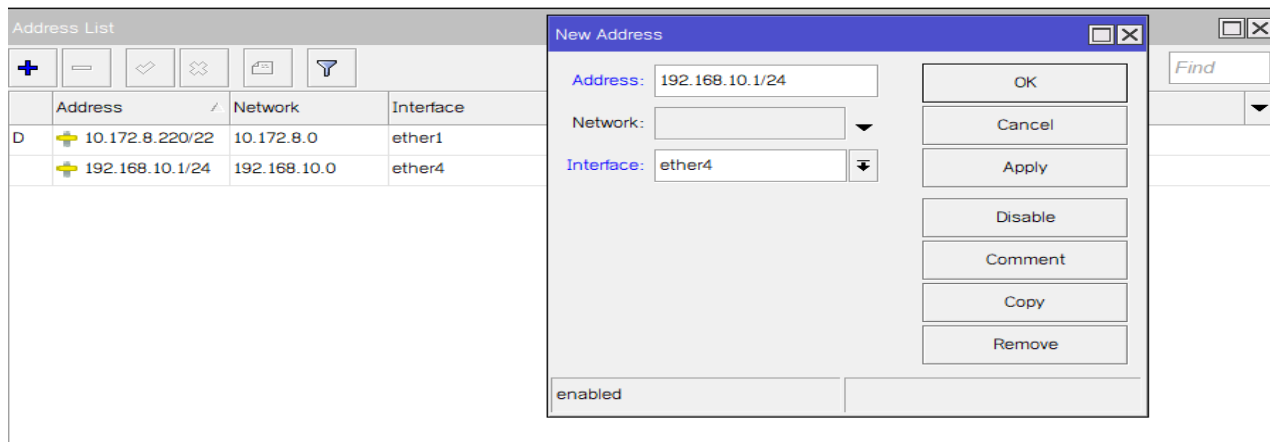 Address List
Find
Address Network Interface
D 10.172.8.220/22 10.172.8.0 ether1
192.168.10.1/24 192.168.10.0 ether4
New Address
Address: 192.168.10.1/24
Network:
Interface: ether4
OK
Cancel
Apply
Disable
Comment
Copy
Remove
enabled